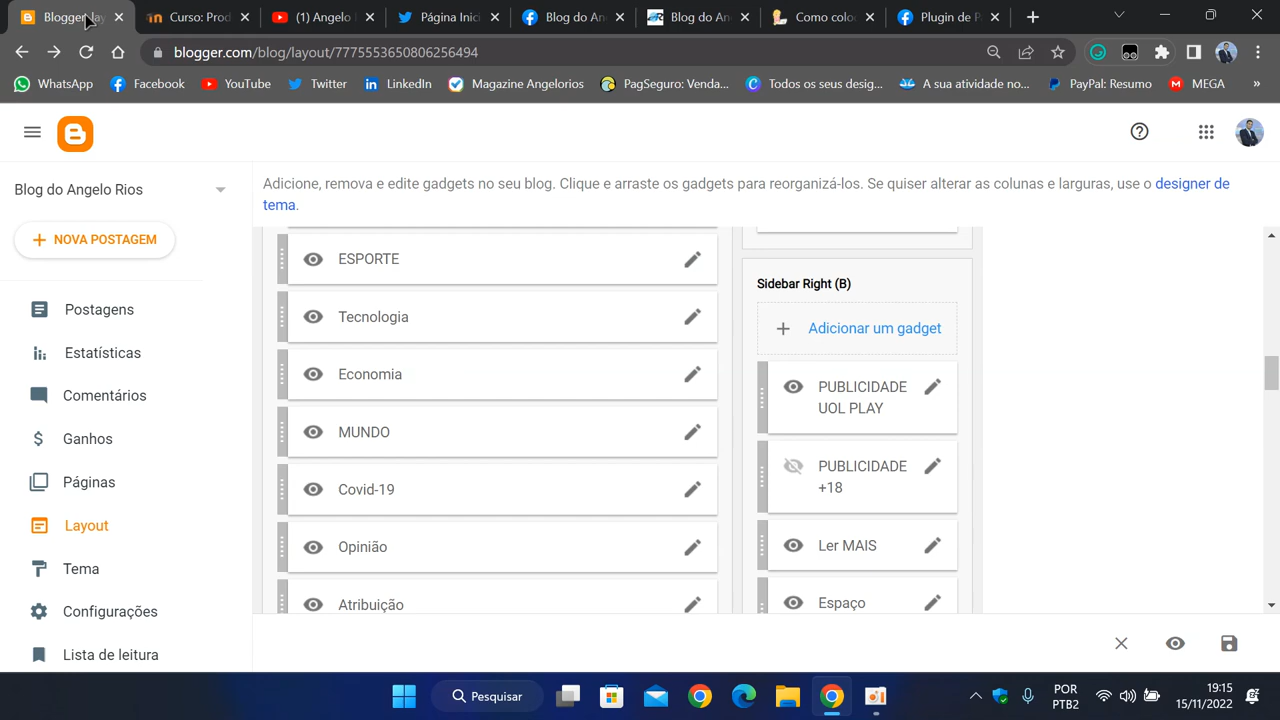 Blogger: lay
Curso: Prod
(1) Angelo
Página Inic
Blog do An
Blog do An
Como coloc
Plugin de P
blogger.com/blog/layout/7775553650806256494
WhatsApp
Facebook
YouTube
Twitter
LinkedIn
Magazine Angelorios
PagSeguro: Venda...
Todos os seus desig...
A sua atividade no...
PayPal: Resumo
MEGA
»
Blog do Angelo Rios
+ NOVA POSTAGEM
Postagens
Estatísticas
Comentários
Ganhos
Páginas
Layout
Tema
Configurações
Lista de leitura
Adicione, remova e edite gadgets no seu blog. Clique e arraste os gadgets para reorganizá-los. Se quiser alterar as colunas e larguras, use o designer de
tema.
ESPORTE
Tecnologia
Economia
MUNDO
Covid-19
Opinião
Atribuição
Sidebar Right (B)
+ Adicionar um gadget
PUBLICIDADE
UOL PLAY
PUBLICIDADE
+18
Ler MAIS
Espaço
Pesquisar
POR
PTB2
19:15
15/11/2022